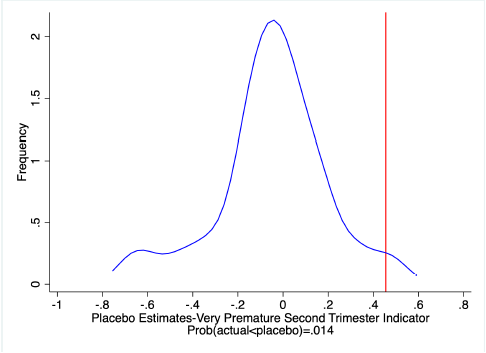 2
1.5
1
.5
0
Frequency
-1 -.8 -.6 -.4 -.2 0 .2 .4 .6 .8
Placebo Estimates-Very Premature Second Trimester Indicator
Prob(actual<placebo)=.014